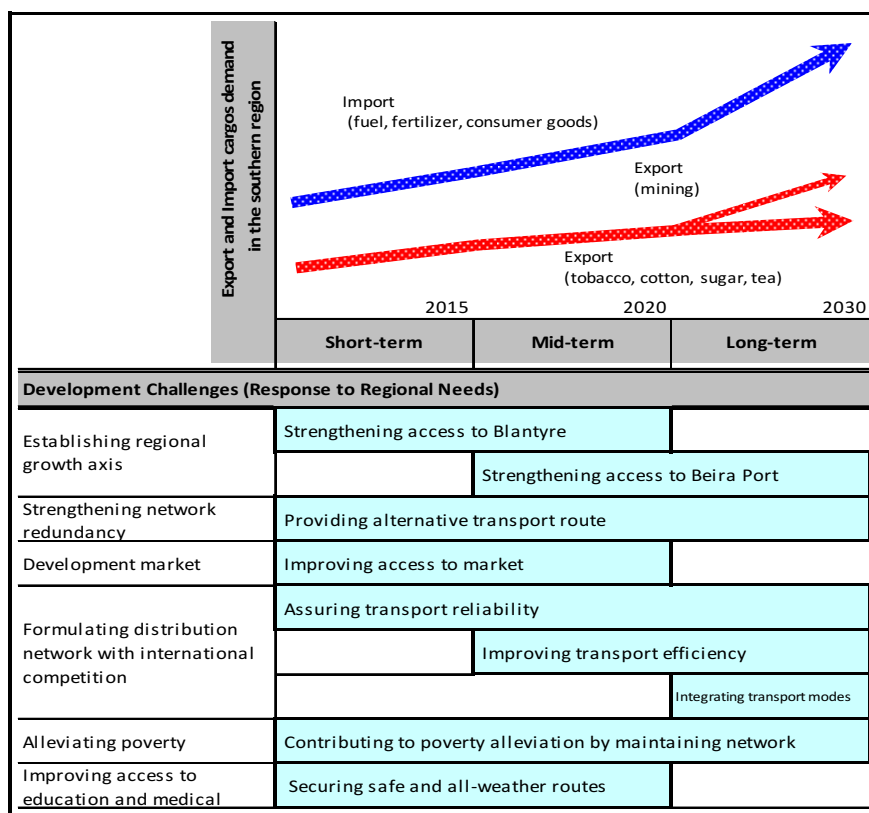 Export and Import cargos demand
in the southern region
Import
(fuel, fertilizer, consumer goods)
Export
(mining)
Export
(tobacco, cotton, sugar, tea)
2015 2020 2030
Short-term Mid-term Long-term
Development Challenges (Response to Regional Needs)
Establishing regional
growth axis
Strengthening access to Blantyre
Strengthening access to Beira Port
Strengthening network
redundancy
Providing alternative transport route
Development market
Improving access to market
Formulating distribution
network with international
competition
Assuring transport reliability
Improving transport efficiency
Integrating transport modes
Alleviating poverty
Contributing to poverty alleviation by maintaining network
Improving access to
education and medical
Securing safe and all-weather routes